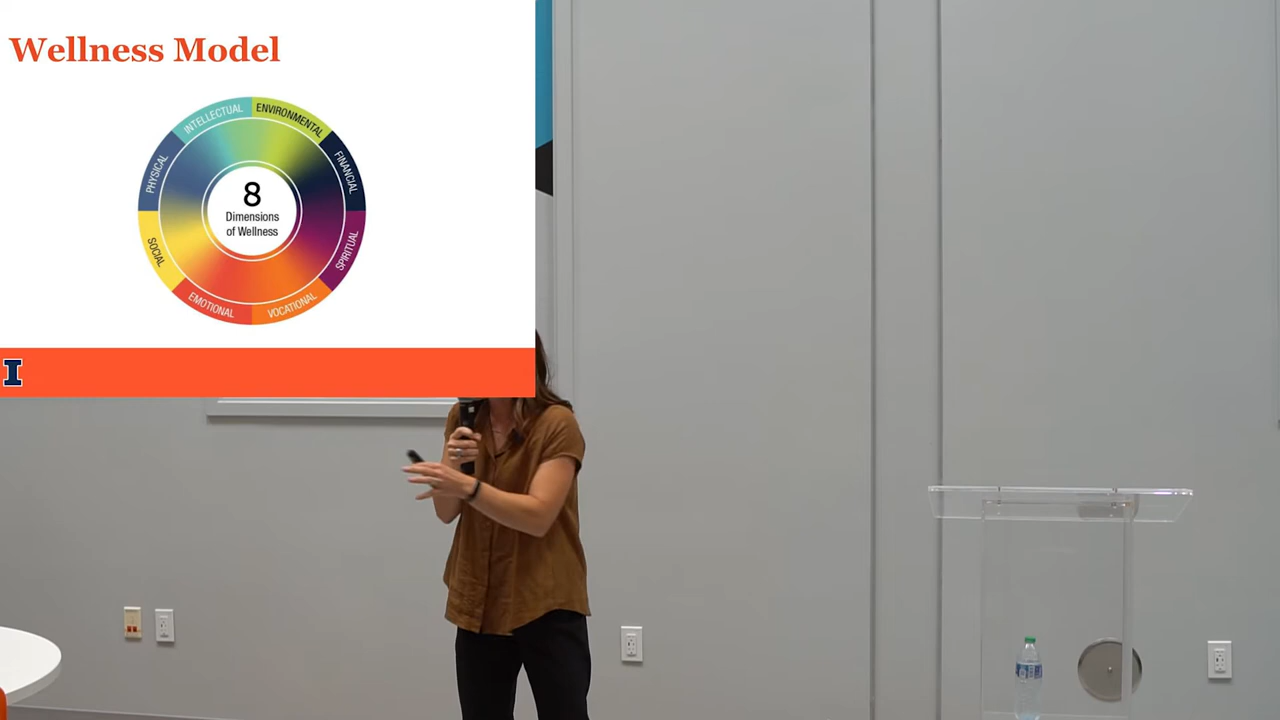 Wellness Model
INTELLECTUAL
ENVIRONMENTAL
PHYSICAL
FINANCIAL
8
Dimensions
of Wellness
SOCIAL
SPIRITUAL
EMOTIONAL
VOCATIONAL
I